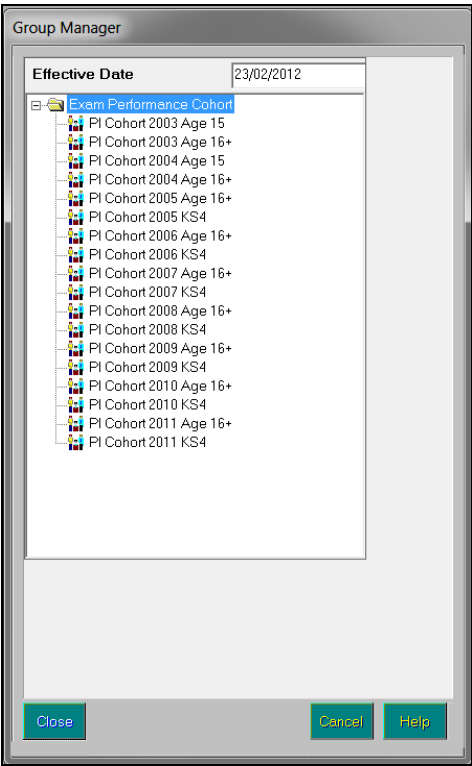 Group Manager
Effective Date 23/02/2012
Exam Performance Cohort
PI Cohort 2003 Age 15
PI Cohort 2003 Age 16+
PI Cohort 2004 Age 15
PI Cohort 2004 Age 16+
PI Cohort 2005 Age 16+
PI Cohort 2005 KS4
PI Cohort 2006 Age 16+
PI Cohort 2006 KS4
PI Cohort 2007 Age 16+
PI Cohort 2007 KS4
PI Cohort 2008 Age 16+
PI Cohort 2008 KS4
PI Cohort 2009 Age 16+
PI Cohort 2009 KS4
PI Cohort 2010 Age 16+
PI Cohort 2010 KS4
PI Cohort 2011 Age 16+
PI Cohort 2011 KS4
Close Cancel Help